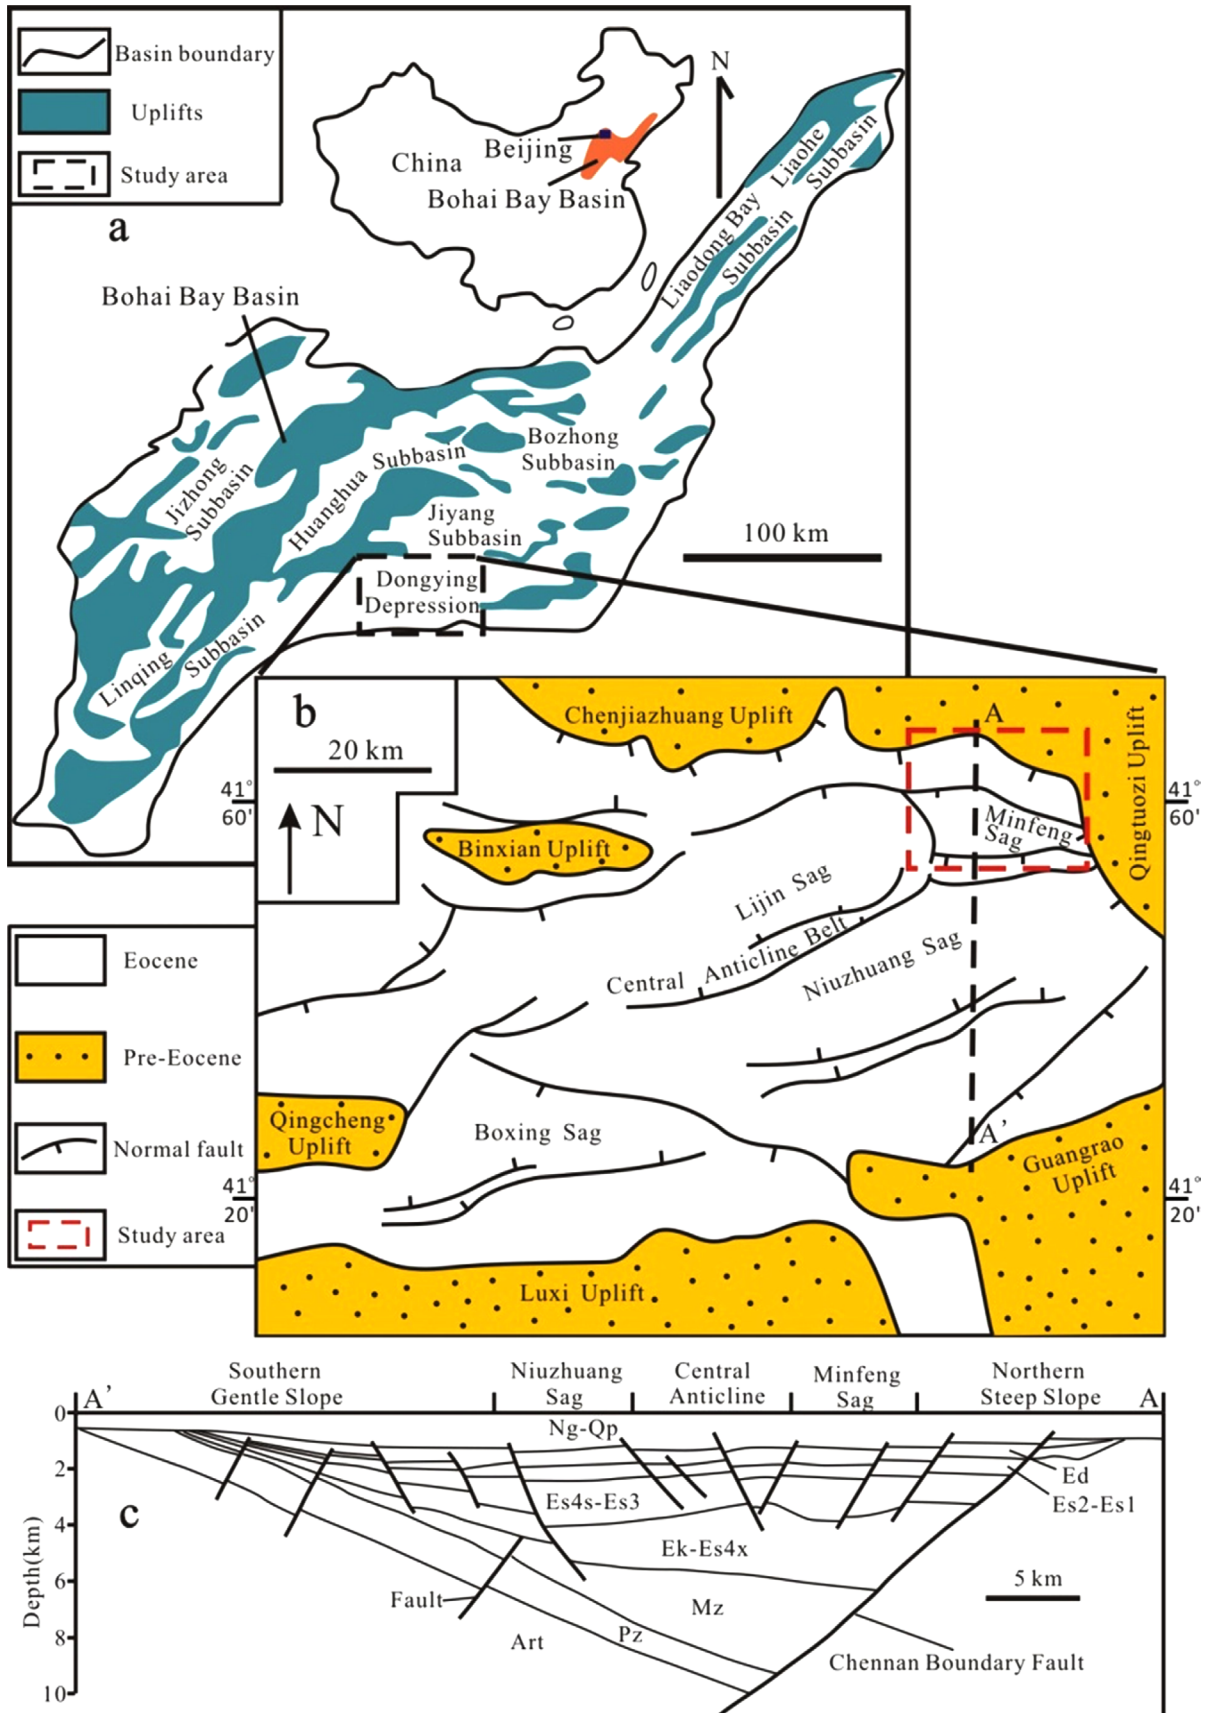 Basin boundary
Uplifts
Study area
a
N
China
Beijing
Bohai Bay Basin
Bohai Bay Basin
Liaohe
Subbasin
Liaodong Bay
Subbasin
Bozhong
Subbasin
Jizhong
Subbasin
Huanghua Subbasin
Jiyang
Subbasin
100 km
Dongying
Depression
Linqing Subbasin
b
20 km
N
Chenjiazhuang Uplift
A
Qingtuozi Uplift
41°
60'
41°
60'
Minfeng
Sag
Binxian Uplift
Lijin Sag
Central Anticline Belt
Niuzhuang Sag
Eocene
Pre-Eocene
Normal fault
Study area
Qingcheng
Uplift
Boxing Sag
A'
Guangrao
Uplift
41°
20'
41°
20'
Luxi Uplift
Southern
Gentle Slope
Niuzhuang
Sag
Central
Anticline
Minfeng
Sag
Northern
Steep Slope
A'
A
0
2
4
6
8
10
Depth(km)
c
Ng-Qp
Ed
Es2-Es1
Es4s-Es3
Ek-Es4x
5 km
Fault
Mz
Pz
Art
Chennan Boundary Fault